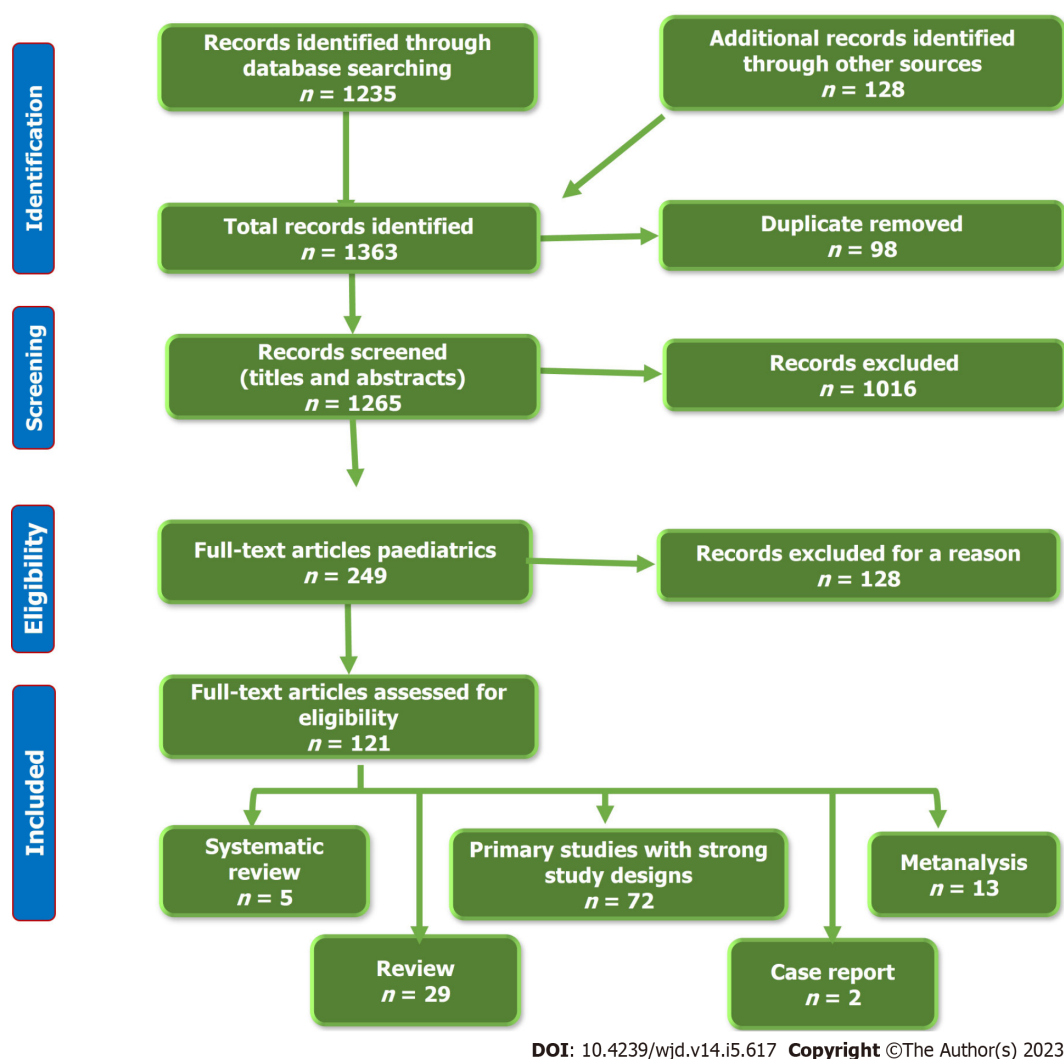 Identification
Records identified through
database searching
n = 1235
Additional records identified
through other sources
n = 128
Total records identified
n = 1363
Duplicate removed
n = 98
Screening
Records screened
(titles and abstracts)
n = 1265
Records excluded
n = 1016
Eligibility
Full-text articles paediatrics
n = 249
Records excluded for a reason
n = 128
Included
Full-text articles assessed for
eligibility
n = 121
Systematic
review
n = 5
Primary studies with strong
study designs
n = 72
Metanalysis
n = 13
Review
n = 29
Case report
n = 2
DOI: 10.4239/wjd.v14.i5.617 Copyright ©The Author(s) 2023